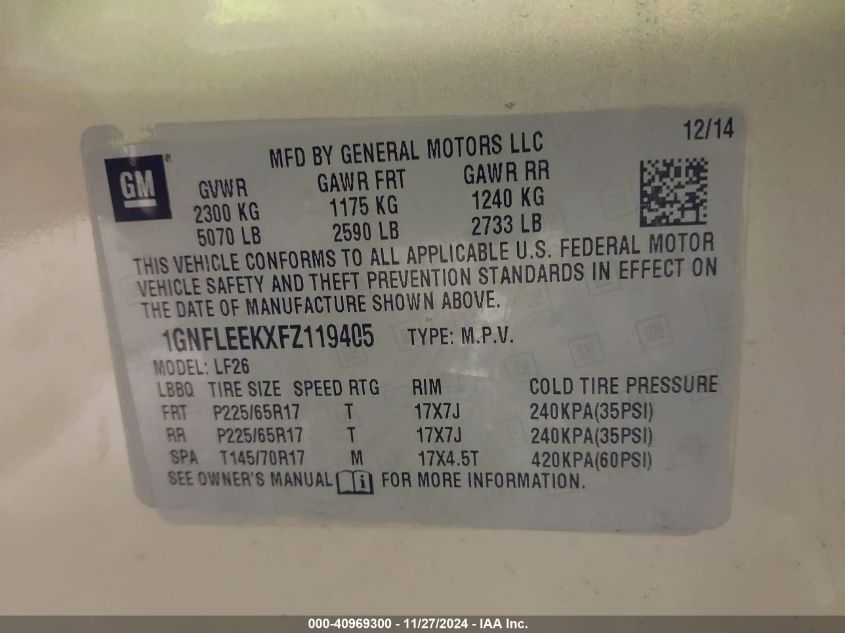 12/14
MFD BY GENERAL MOTORS LLC
GM
GVWR GAWR FRT GAWR RR
2300 KG 1175 KG 1240 KG
5070 LB 2590 LB 2733 LB
THIS VEHICLE CONFORMS TO ALL APPLICABLE U.S. FEDERAL MOTOR
VEHICLE SAFETY AND THEFT PREVENTION STANDARDS IN EFFECT ON
THE DATE OF MANUFACTURE SHOWN ABOVE.
1GNFLEEKXFZ119405 TYPE: M.P.V.
MODEL: LF26
LBBQ TIRE SIZE SPEED RTG RIM COLD TIRE PRESSURE
FRT P225/65R17 T 17X7J 240KPA(35PSI)
RR P225/65R17 T 17X7J 240KPA(35PSI)
SPA T145/70R17 M 17X4.5T 420KPA(60PSI)
SEE OWNER'S MANUAL i FOR MORE INFORMATION.
000-40969300 - 11/27/2024 - IAA Inc.